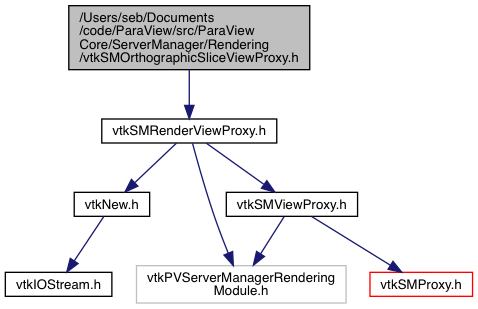 /Users/seb/Documents
/code/ParaView/src/ParaView
Core/ServerManager/Rendering
/vtkSMOrthographicSliceViewProxy.h
vtkSMRenderViewProxy.h
vtkNew.h
vtkSMViewProxy.h
vtkIOStream.h
vtkPVServerManagerRendering
Module.h
vtkSMProxy.h